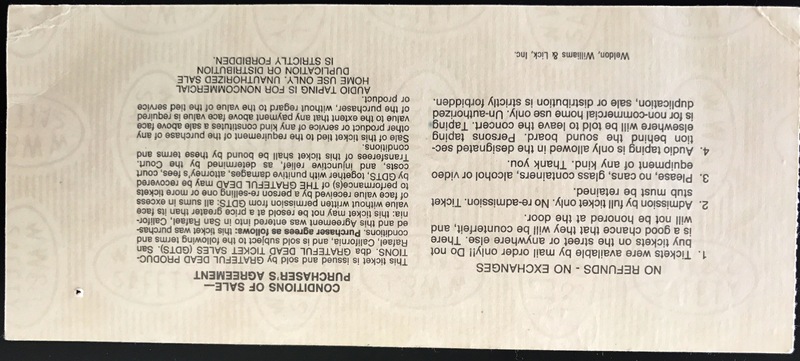 NO REFUNDS - NO EXCHANGES
1. Tickets were available by mail order only!! Do not
buy tickets on the street or anywhere else. There
is a good chance that they will be counterfeit, and
will not be honored at the door.
2. Admission by full ticket only. No re-admission. Ticket
stub must be retained.
3. Please, no cans, glass containers, alcohol or video
equipment of any kind. Thank you.
4. Audio taping is only allowed in the designated sec-
tion behind the sound board. Persons taping
elsewhere will be told to leave the concert. Taping
is for non-commercial home use only. Un-authorized
duplication, sale or distribution is strictly forbidden.
Weldon, Williams & Lick, Inc.
CONDITIONS OF SALE—
PURCHASER'S AGREEMENT
This ticket is issued and sold by GRATEFUL DEAD PRODUC-
TIONS, dba GRATEFUL DEAD TICKET SALES (GDTS), San
Rafael, California, and is sold subject to the following terms and
conditions. Purchaser agrees as follows: this ticket was purchas-
ed and this Agreement was entered into in San Rafael, Califor-
nia: this ticket may not be resold at a price greater than its face
value without written permission from GDTS: all sums in excess
of face value received by a person re-selling one or more tickets
to performance(s) of THE GRATEFUL DEAD may be recovered
by GDTS, together with punitive damages, attorney's fees, court
costs, and injunctive relief, as determined by the Court.
Transferees of this ticket shall be bound by these terms and
conditions.
Sale of this ticket tied to the requirement of the purchase of any
other product or service of any kind constitutes a sale above face
value to the extent that any payment above face value is required
of the purchaser, without regard to the value of the tied service
or product.
AUDIO TAPING IS FOR NONCOMMERCIAL
HOME USE ONLY. UNAUTHORIZED SALE
DUPLICATION OR DISTRIBUTION
IS STRICTLY FORBIDDEN.